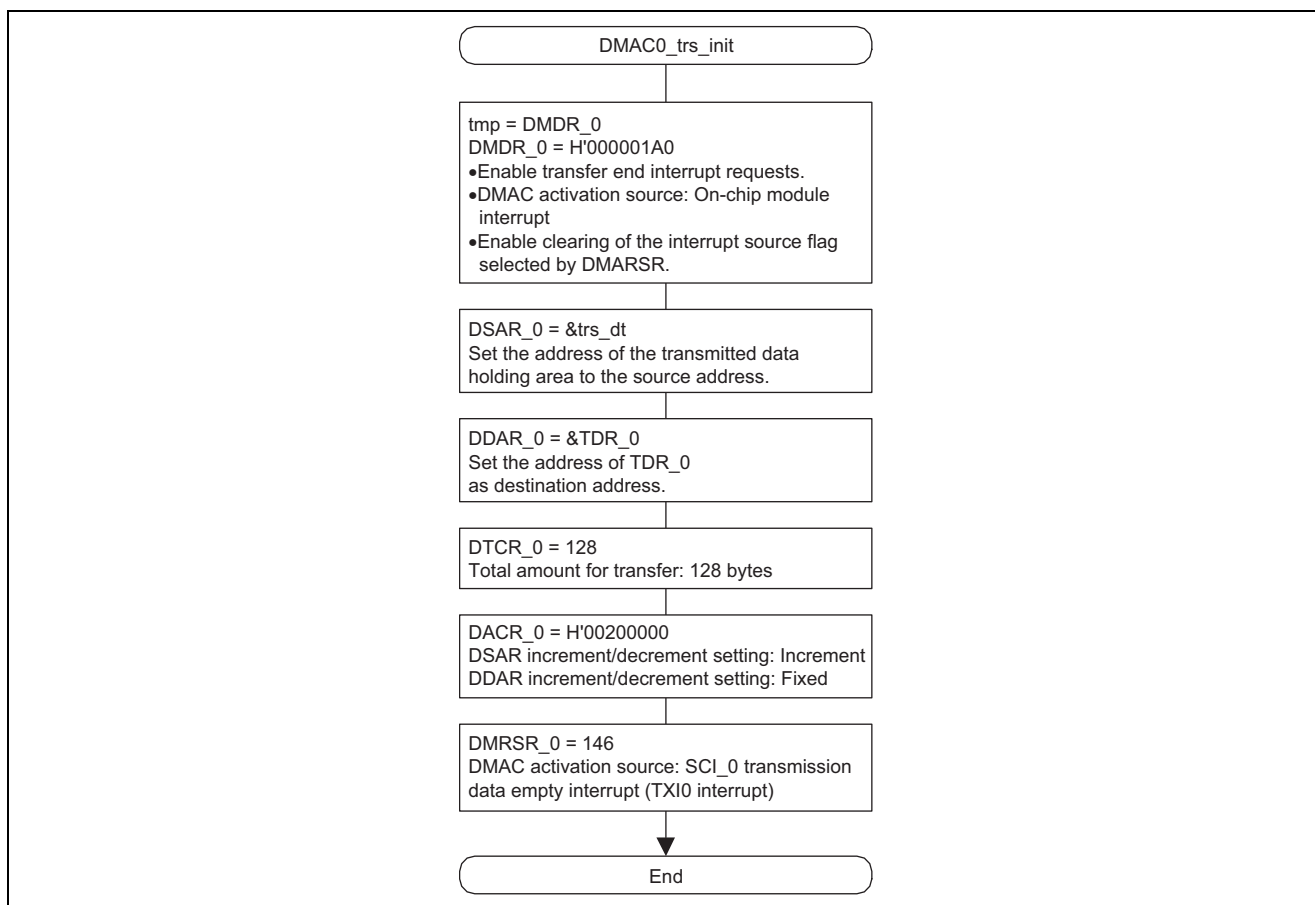 DMAC0_trs_init
tmp = DMDR_0
DMDR_0 = H'000001A0
•Enable transfer end interrupt requests.
•DMAC activation source: On-chip module
interrupt
•Enable clearing of the interrupt source flag
selected by DMARSR.
DSAR_0 = &trs_dt
Set the address of the transmitted data
holding area to the source address.
DDAR_0 = &TDR_0
Set the address of TDR_0
as destination address.
DTCR_0 = 128
Total amount for transfer: 128 bytes
DACR_0 = H'00200000
DSAR increment/decrement setting: Increment
DDAR increment/decrement setting: Fixed
DMRSR_0 = 146
DMAC activation source: SCI_0 transmission
data empty interrupt (TXI0 interrupt)
End